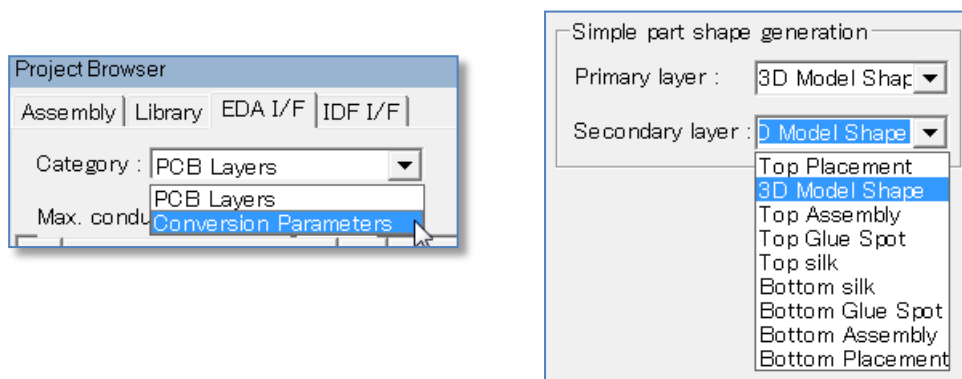 Project Browser
Assembly Library EDA I/F IDF I/F
Category : PCB Layers
PCB Layers
Max. condu
Conversion Parameters
Simple part shape generation
Primary layer : 3D Model Shap
Secondary layer : D Model Shape
Top Placement
3D Model Shape
Top Assembly
Top Glue Spot
Top silk
Bottom silk
Bottom Glue Spot
Bottom Assembly
Bottom Placement